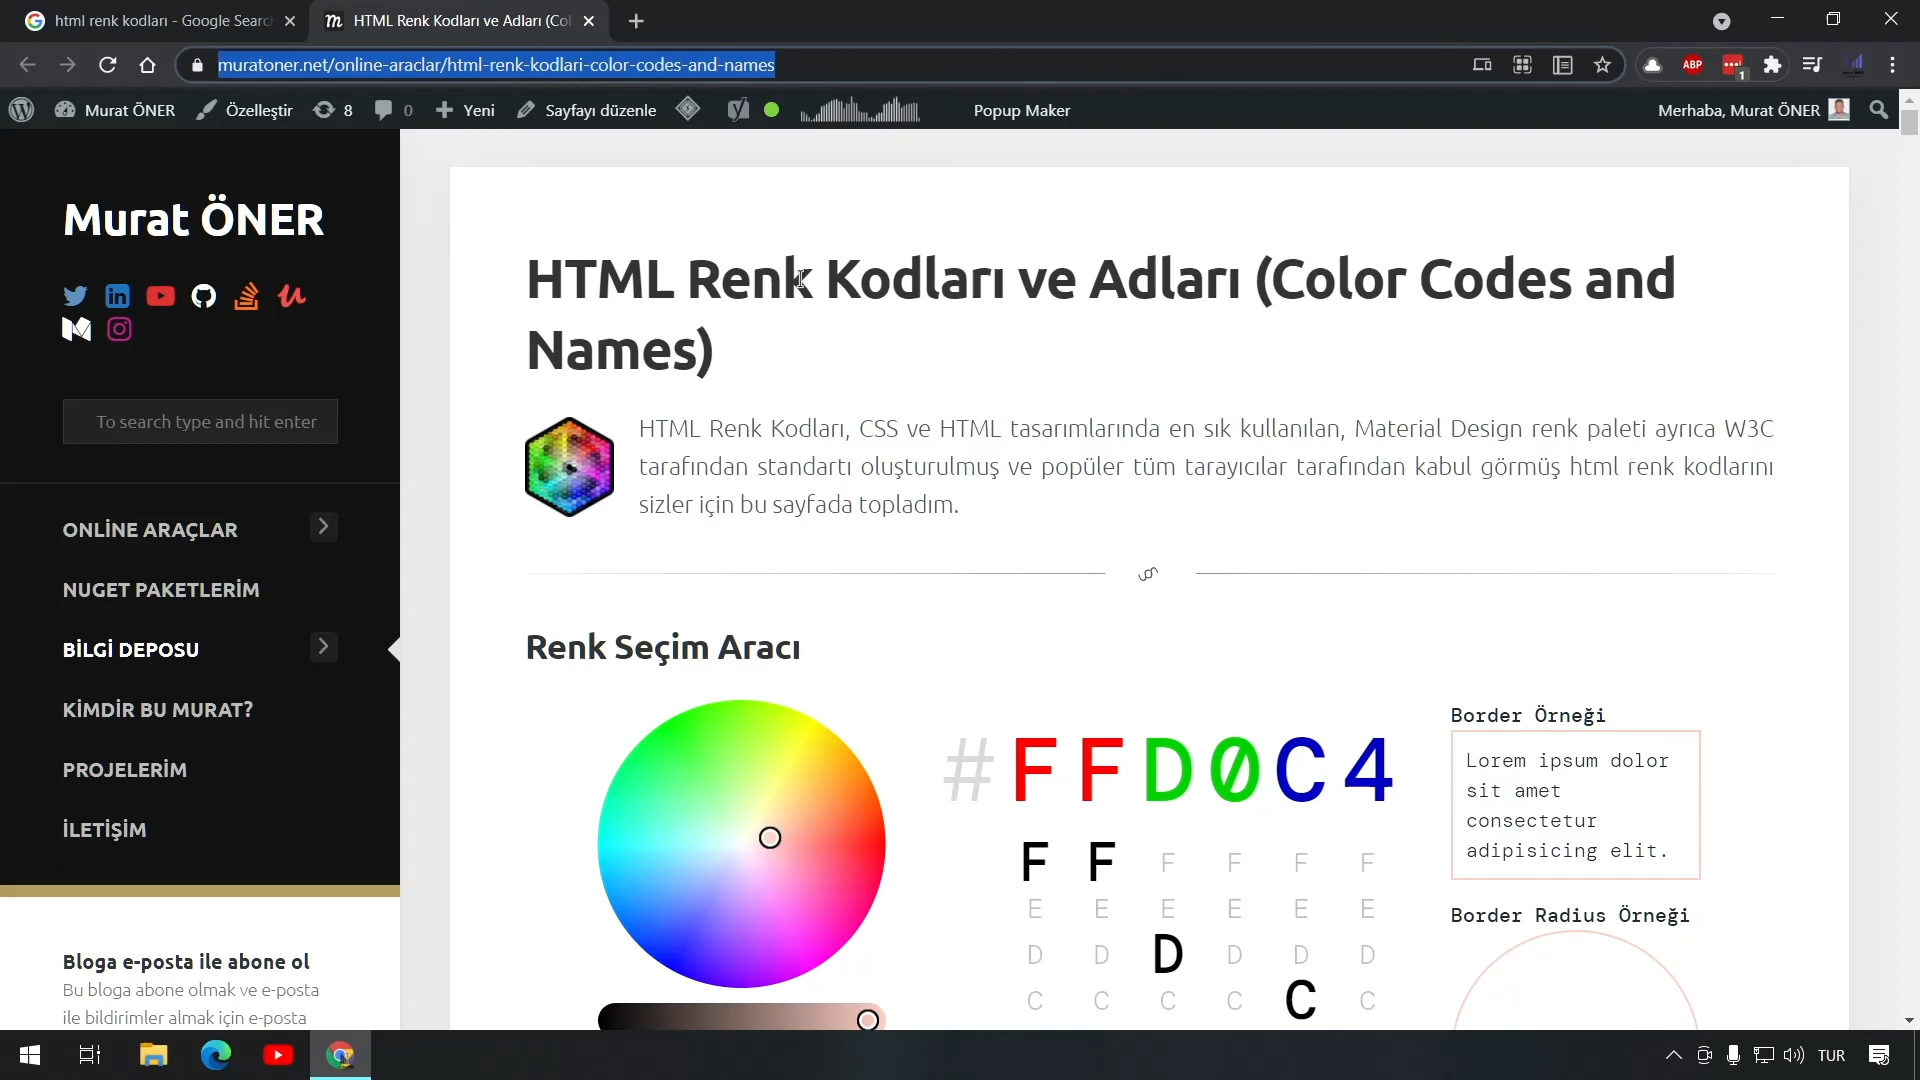 html renk kodları - Google Searc
HTML Renk Kodları ve Adları (Col
muratoner.net/online-araclar/html-renk-kodlari-color-codes-and-names
ABP
1
Murat ÖNER
Özelleştir
8
0
Yeni
Sayfayı düzenle
Popup Maker
Merhaba, Murat ÖNER
Murat ÖNER
To search type and hit enter
ONLİNE ARAÇLAR
NUGET PAKETLERİM
BİLGİ DEPOSU
KİMDİR BU MURAT?
PROJELERİM
İLETİŞİM
Bloga e-posta ile abone ol
Bu bloga abone olmak ve e-posta
ile bildirimler almak için e-posta
HTML Renk Kodları ve Adları (Color Codes and
Names)
HTML Renk Kodları, CSS ve HTML tasarımlarında en sık kullanılan, Material Design renk paleti ayrıca W3C
tarafından standartı oluşturulmuş ve popüler tüm tarayıcılar tarafından kabul görmüş html renk kodlarını
sizler için bu sayfada topladım.
Renk Seçim Aracı
#FFD0C4
F F F F F F
E E E E E E
D D D D D D
C C C C C C
Border Örneği
Lorem ipsum dolor
sit amet
consectetur
adipisicing elit.
Border Radius Örneği
TUR